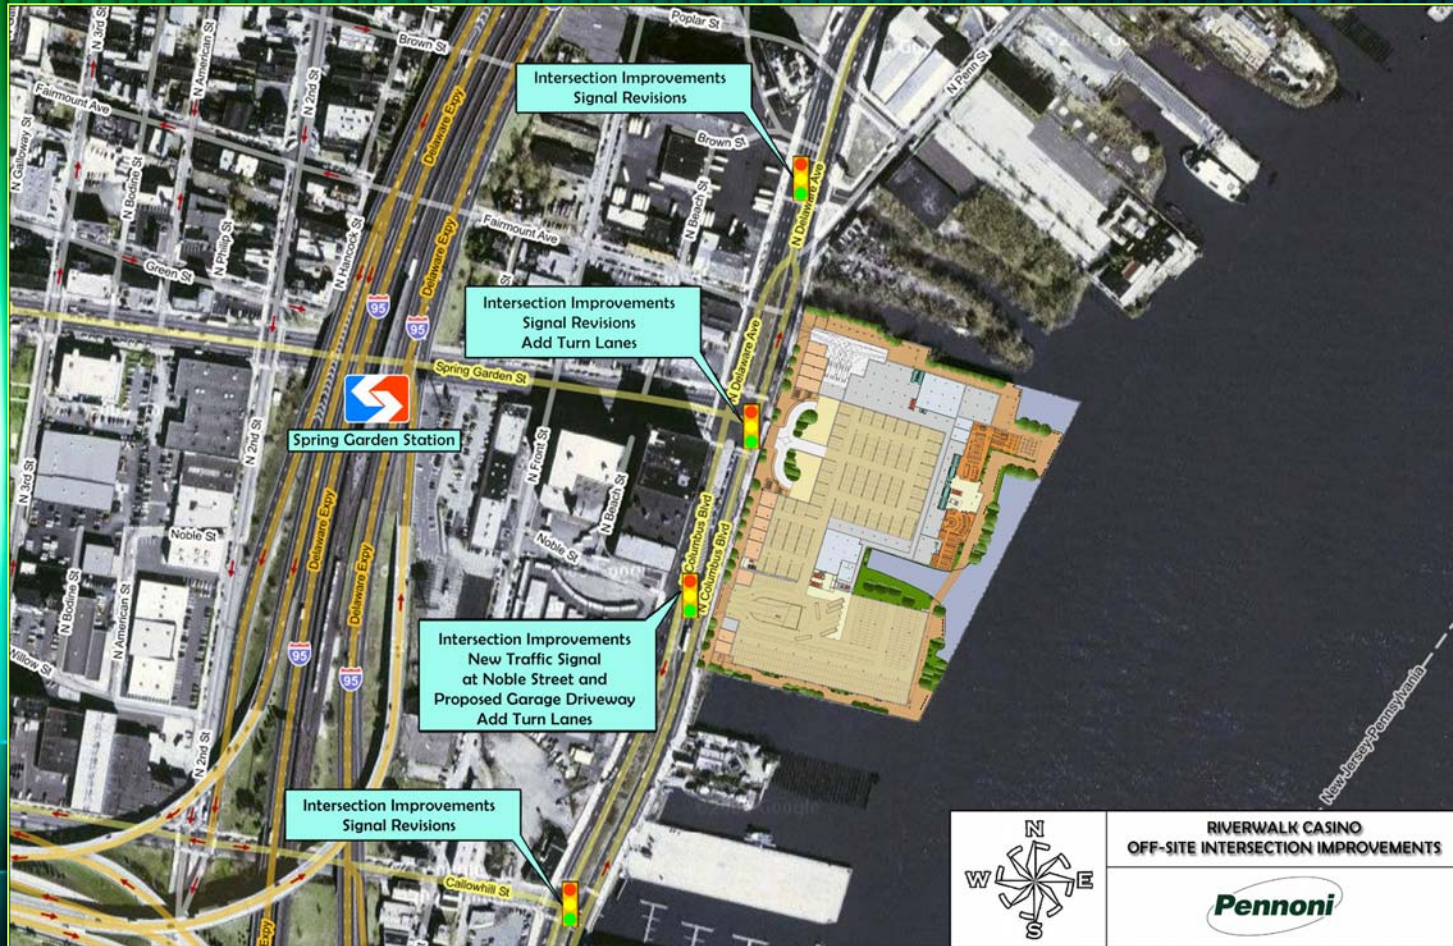 Poplar St
N 3rd St
N American St
Brown St
N 2nd St
Delaware Expy
Intersection Improvements
Signal Revisions
N Penn St
Fairmount Ave
Brown St
N Galloway St
N Bodine St
N Beach St
N Delaware Ave
N Philip St
N Hancock St
Fairmount Ave
Delaware Expy
Green St
95
95
Intersection Improvements
Signal Revisions
Add Turn Lanes
N Delaware Ave
Spring Garden St
Spring Garden Station
N 2nd St
N Front St
N 3rd St
N Beach St
Noble St
Noble St
Delaware Expy
Delaware Expy
Columbus Blvd
N Columbus Blvd
N Bodine St
N American St
Willow St
95
95
Intersection Improvements
New Traffic Signal
at Noble Street and
Proposed Garage Driveway
Add Turn Lanes
N 2nd St
New Jersey-Pennsylvania
Intersection Improvements
Signal Revisions
Callowhill St
Expy
N
W E
S
RIVERWALK CASINO
OFF-SITE INTERSECTION IMPROVEMENTS
Pennoni